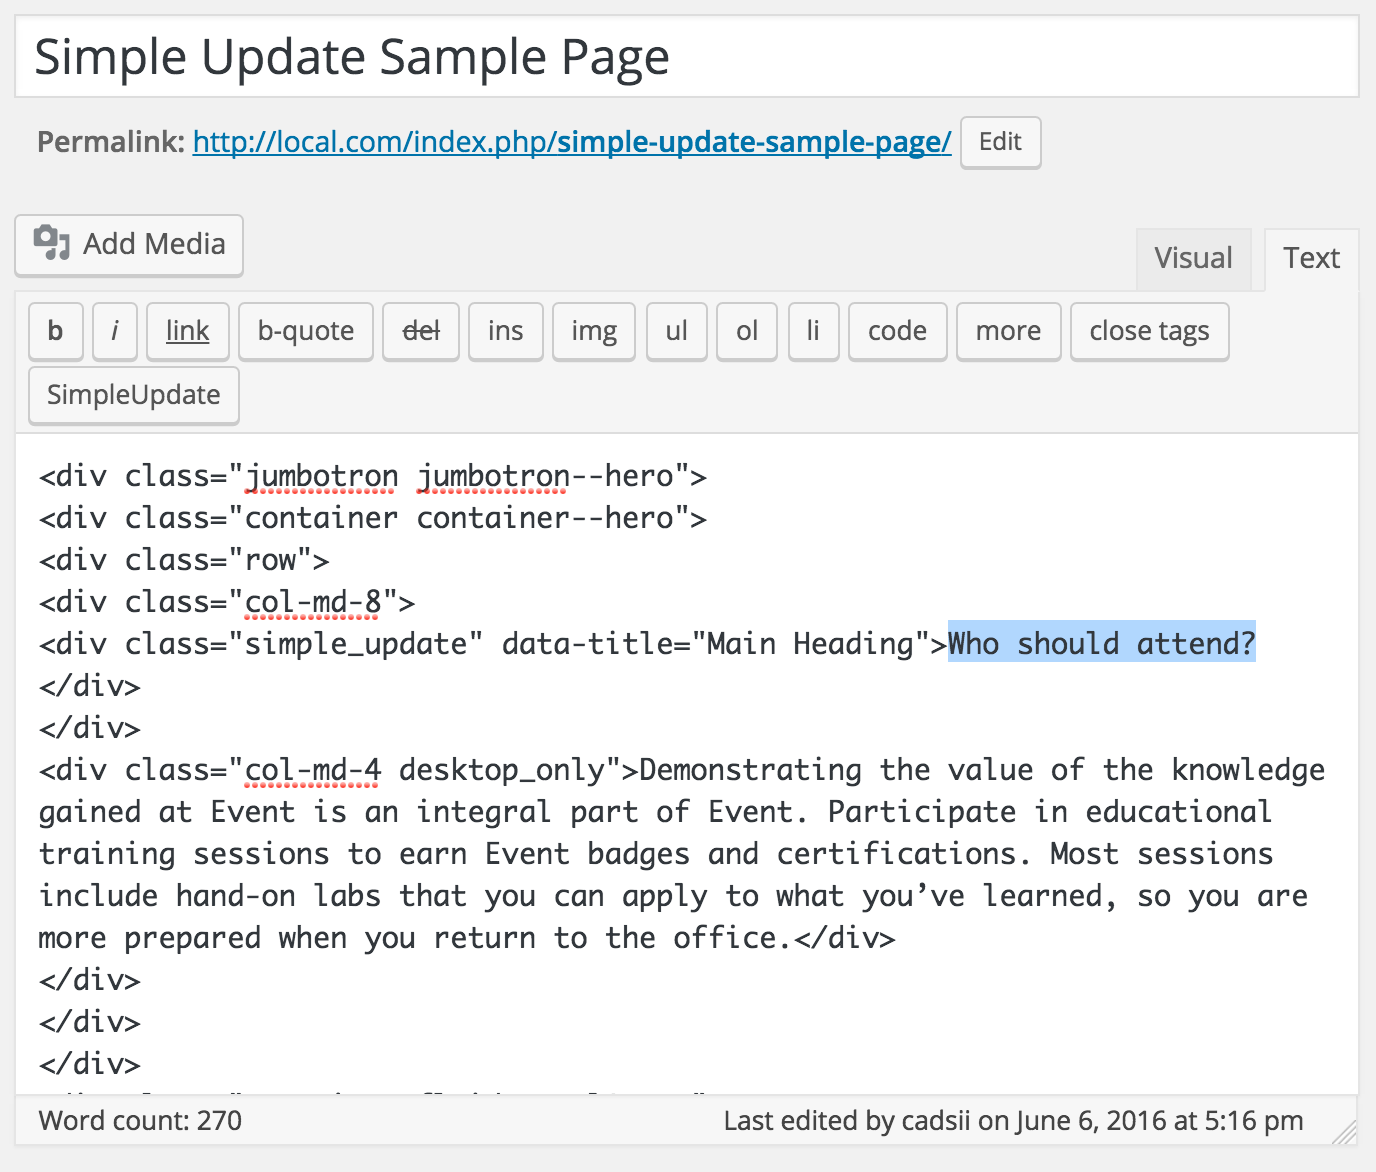 Simple Update Sample Page
Permalink: http://local.com/index.php/simple-update-sample-page/ Edit
Add Media
Visual Text
b i link b-quote del ins img ul ol li code more close tags
SimpleUpdate
<div class="jumbotron jumbotron--hero">
<div class="container container--hero">
<div class="row">
<div class="col-md-8">
<div class="simple_update" data-title="Main Heading">Who should attend?
</div>
</div>
<div class="col-md-4 desktop_only">Demonstrating the value of the knowledge
gained at Event is an integral part of Event. Participate in educational
training sessions to earn Event badges and certifications. Most sessions
include hand-on labs that you can apply to what you’ve learned, so you are
more prepared when you return to the office.</div>
</div>
</div>
</div>
Word count: 270
Last edited by cadsii on June 6, 2016 at 5:16 pm